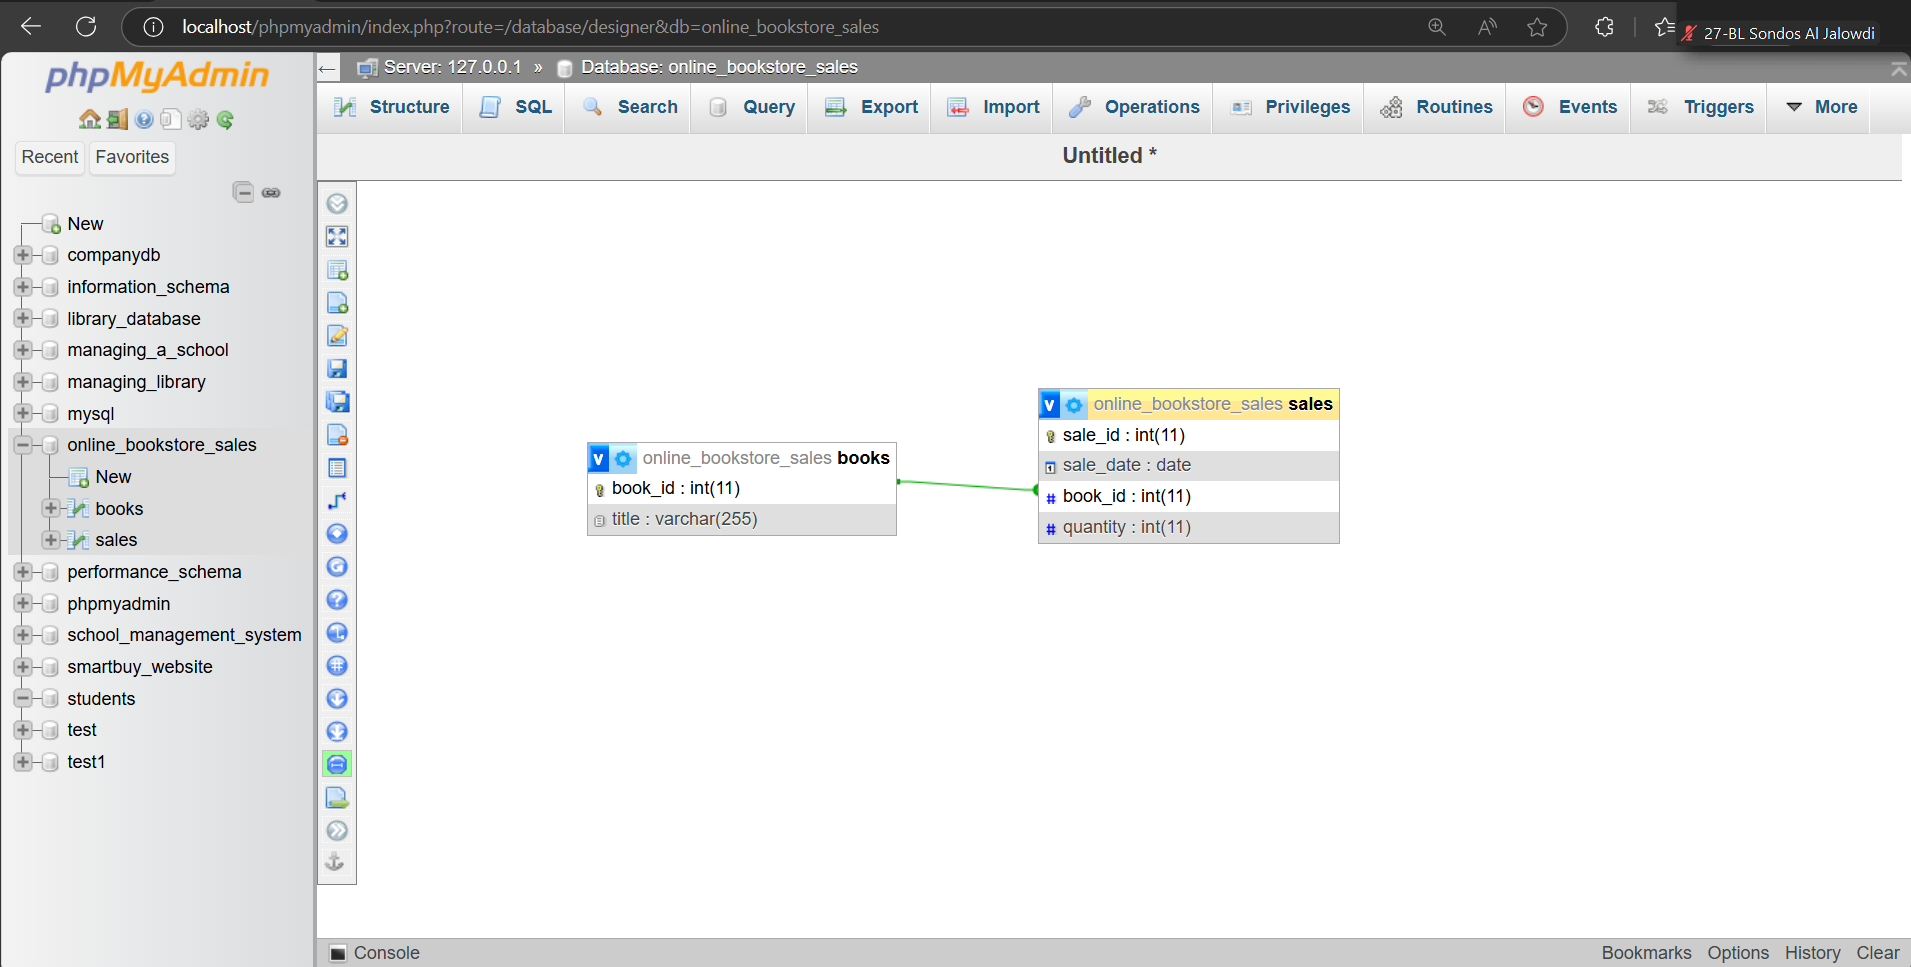 localhost/phpmyadmin/index.php?route=/database/designer&db=online_bookstore_sales
27-BL Sondos Al Jalowdi
phpMyAdmin
Recent Favorites
New
companydb
information_schema
library_database
managing_a_school
managing_library
mysql
online_bookstore_sales
New
books
sales
performance_schema
phpmyadmin
school_management_system
smartbuy_website
students
test
test1
Server: 127.0.0.1 » Database: online_bookstore_sales
Structure SQL Search Query Export Import Operations Privileges Routines Events Triggers More
Untitled *
v online_bookstore_sales books
book_id : int(11)
title : varchar(255)
v online_bookstore_sales sales
sale_id : int(11)
sale_date : date
# book_id : int(11)
# quantity : int(11)
Console
Bookmarks Options History Clear